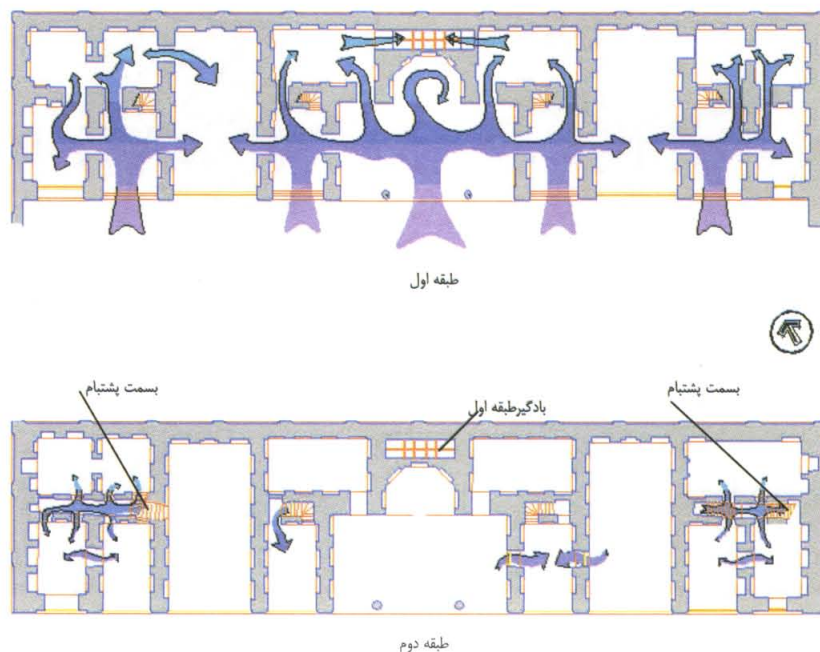 طبقه اول
بسمت پشتبام
بسمت پشتبام
بادگیرطبقه اول
طبقه دوم